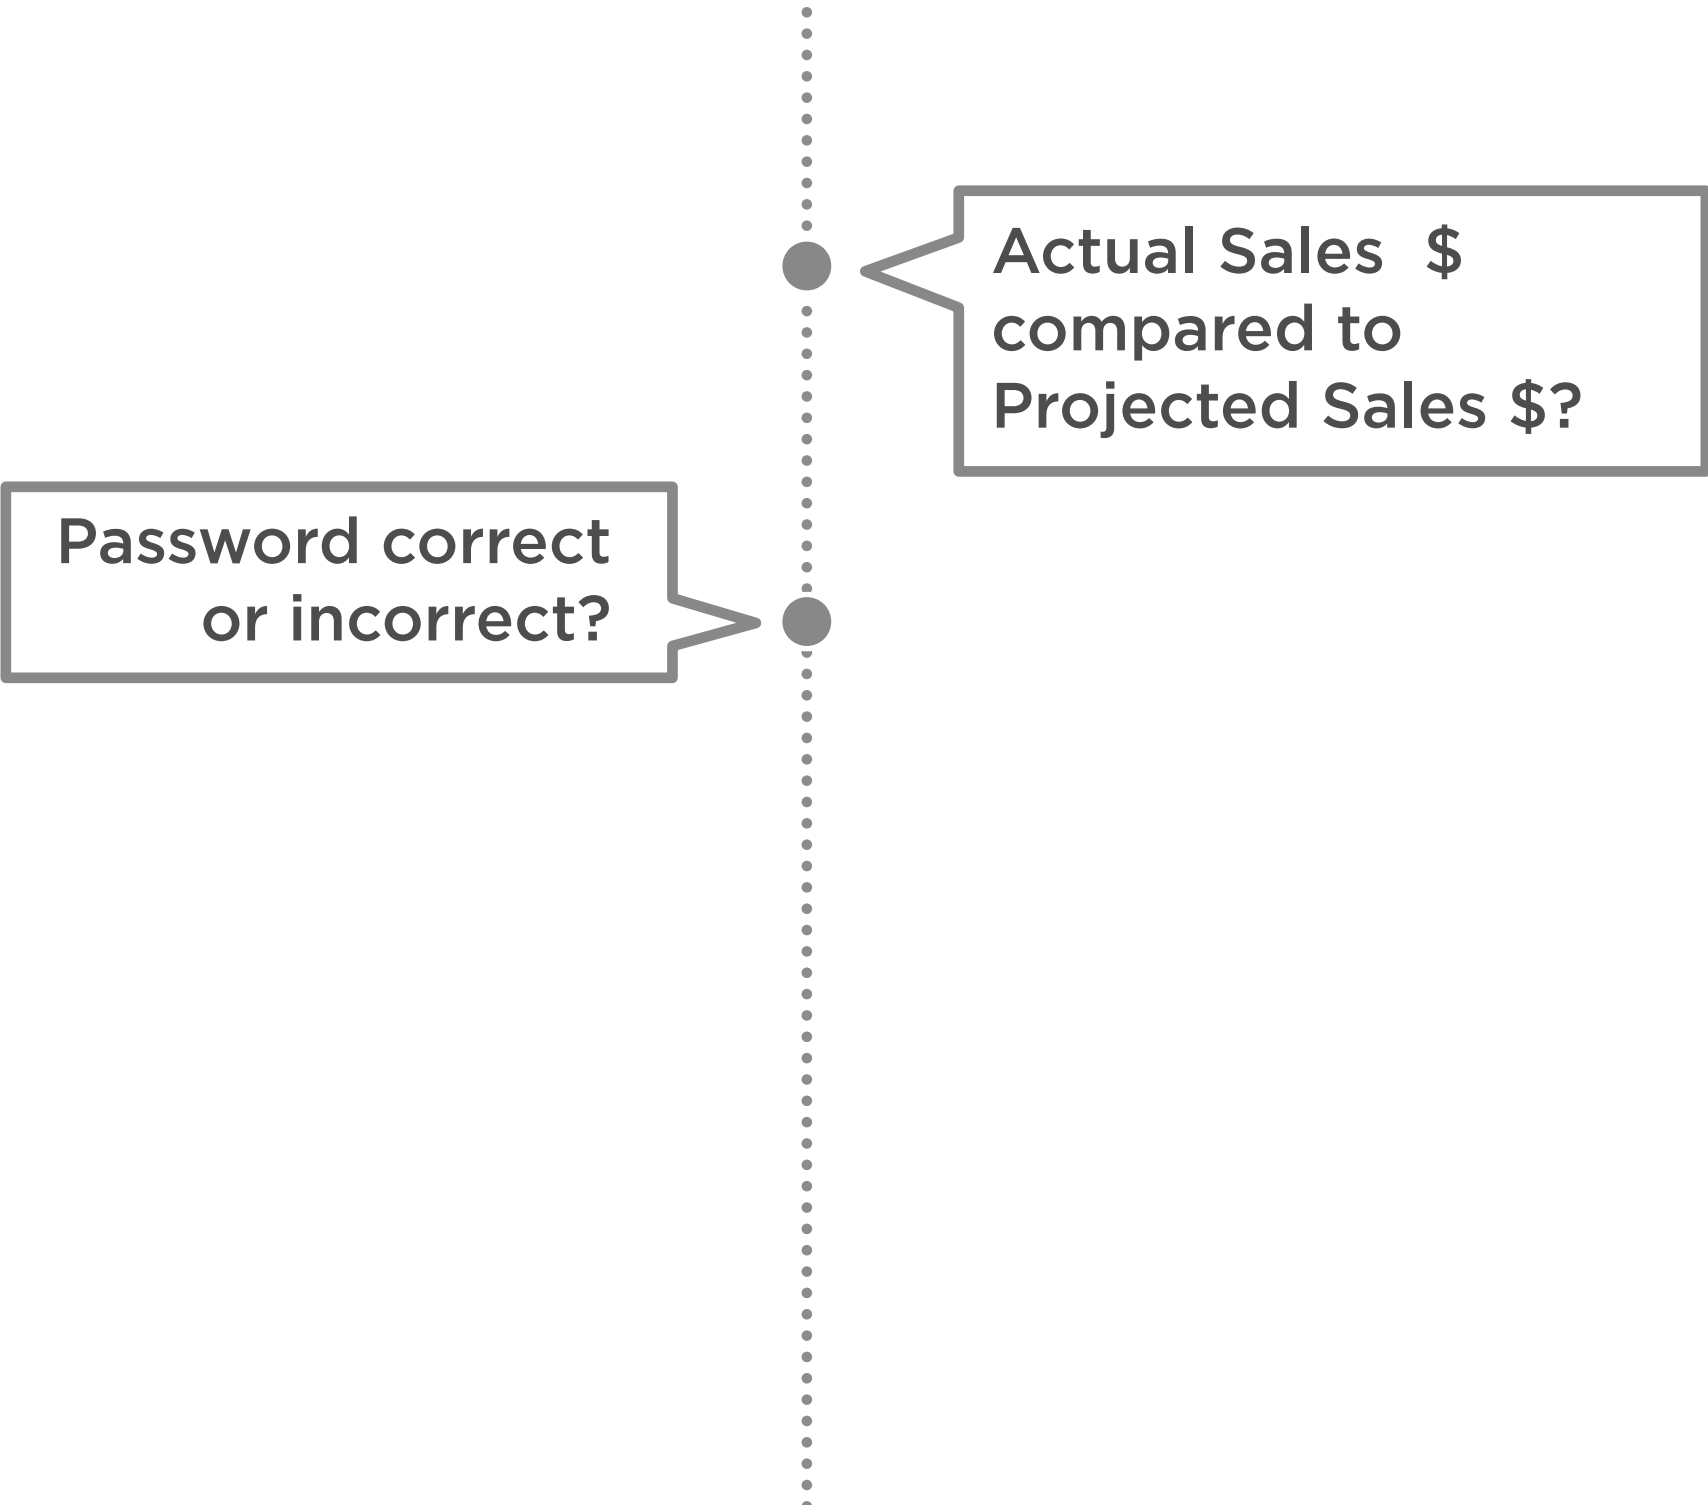 Actual Sales  $
compared to
Projected Sales $?
Password correct
or incorrect?